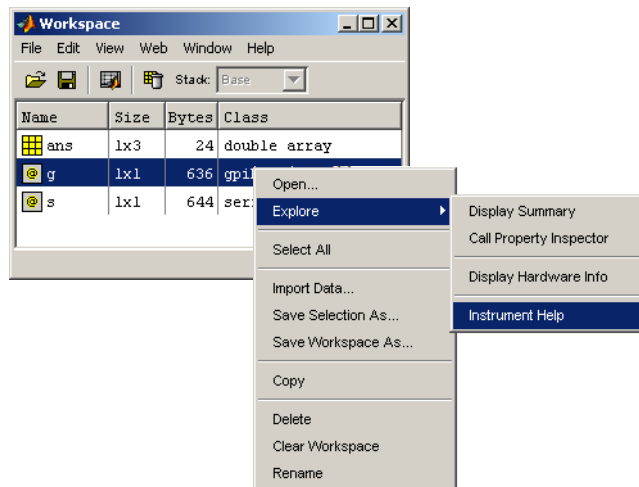 Workspace
File Edit View Web Window Help
Stack: Base
Name Size Bytes Class
ans 1x3 24 double array
@ g 1x1 636
@ s 1x1 644
Open...
Explore
Select All
Import Data...
Save Selection As...
Save Workspace As...
Copy
Delete
Clear Workspace
Rename
Display Summary
Call Property Inspector
Display Hardware Info
Instrument Help